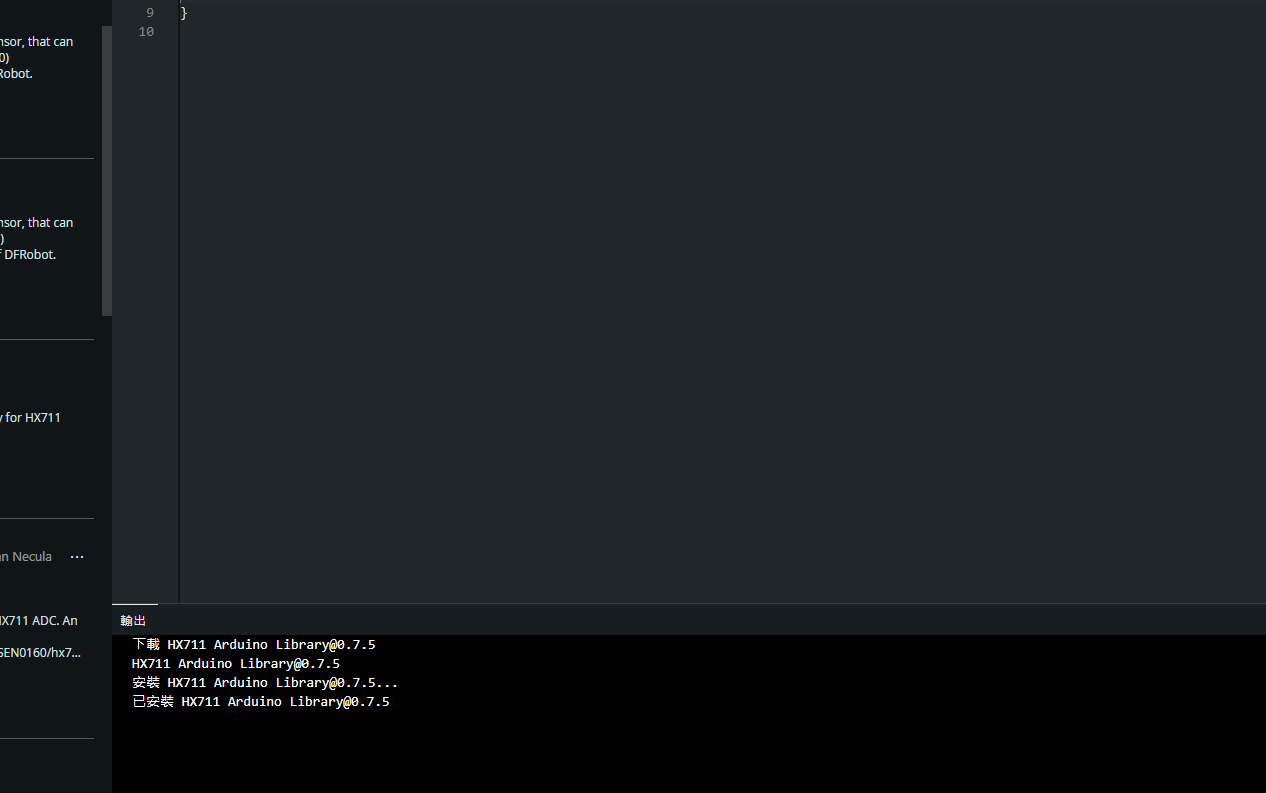 nsor, that can
0)
Robot.
nsor, that can
)
f DFRobot.
y for HX711
an Necula ...
HX711 ADC. An
SEN0160/hx7...
9 }
10
輸出
下載 HX711 Arduino Library@0.7.5
HX711 Arduino Library@0.7.5
安裝 HX711 Arduino Library@0.7.5...
已安裝 HX711 Arduino Library@0.7.5